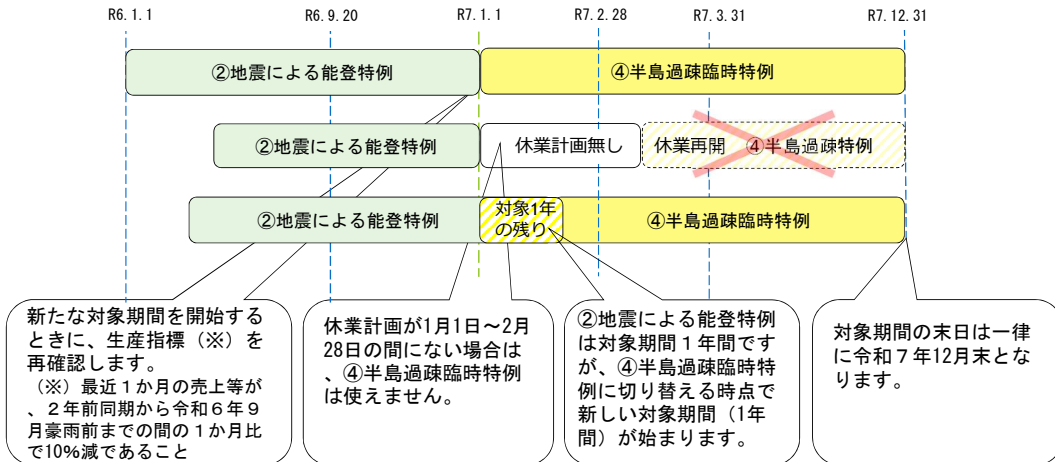 R6.1.1
R6.9.20
R7.1.1
R7.2.28
R7.3.31
R7.12.31
②地震による能登特例
④半島過疎臨時特例
②地震による能登特例
休業計画無し
休業再開 ④半島過疎特例
②地震による能登特例
対象1年
の残り
④半島過疎臨時特例
新たな対象期間を開始する
ときに、生産指標（※）を
再確認します。
（※）最近１か月の売上等が
、２年前同期から令和６年９
月豪雨前までの間の１か月比
で10％減であること
休業計画が1月1日～2月
28日の間にない場合は
、④半島過疎臨時特例
は使えません。
②地震による能登特例
は対象期間１年間です
が、④半島過疎臨時特
例に切り替える時点で
新しい対象期間（1年
間）が始まります。
対象期間の末日は一律
に令和７年12月末とな
ります。